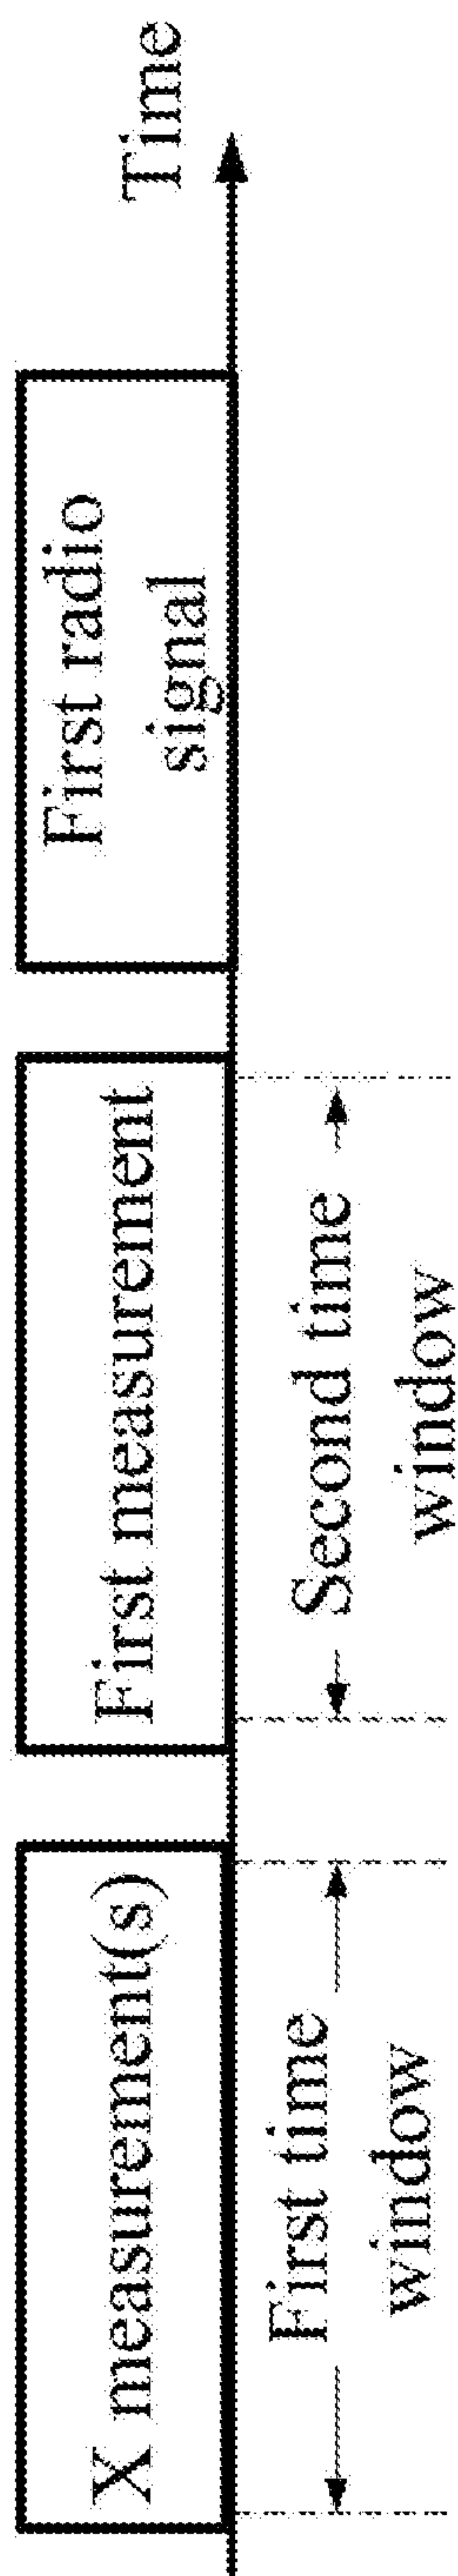 X measurement(s)
First measurement
First radio
signal
Time
First time
window
Second time
window